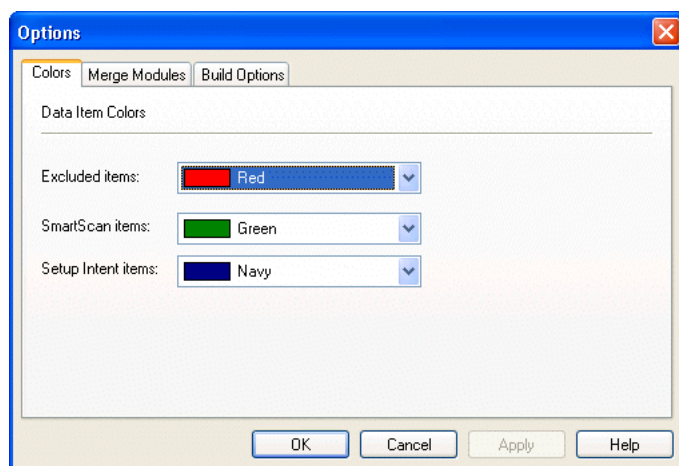 Options
Colors Merge Modules Build Options
Data Item Colors
Excluded items: Red
SmartScan items: Green
Setup Intent items: Navy
OK Cancel Apply Help